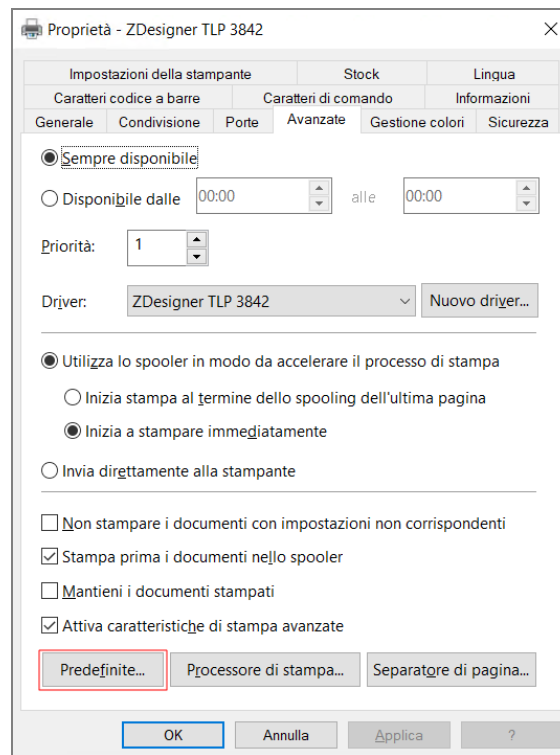 Proprietà - ZDesigner TLP 3842
Impostazioni della stampante Stock Lingua
Caratteri codice a barre Caratteri di comando Informazioni
Generale Condivisione Porte Avanzate Gestione colori Sicurezza
Sempre disponibile
Disponibile dalle 00:00 alle 00:00
Priorità: 1
Driver: ZDesigner TLP 3842 Nuovo driver...
Utilizza lo spooler in modo da accelerare il processo di stampa
Inizia stampa al termine dello spooling dell'ultima pagina
Inizia a stampare immediatamente
Invia direttamente alla stampante
Non stampare i documenti con impostazioni non corrispondenti
Stampa prima i documenti nello spooler
Mantieni i documenti stampati
Attiva caratteristiche di stampa avanzate
Predefinite... Processore di stampa... Separatore di pagina...
OK Annulla Applica ?